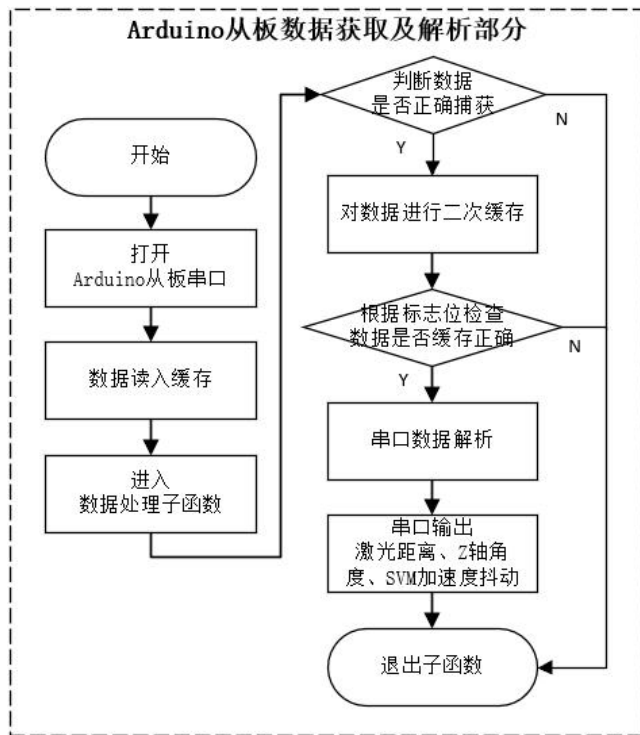 Arduino从板数据获取及解析部分
开始
打开
Arduino从板串口
数据读入缓存
进入
数据处理子函数
判断数据
是否正确捕获
N
Y
对数据进行二次缓存
根据标志位检查
数据是否缓存正确
N
Y
串口数据解析
串口输出
激光距离、Z轴角
度、SVM加速度抖动
退出子函数